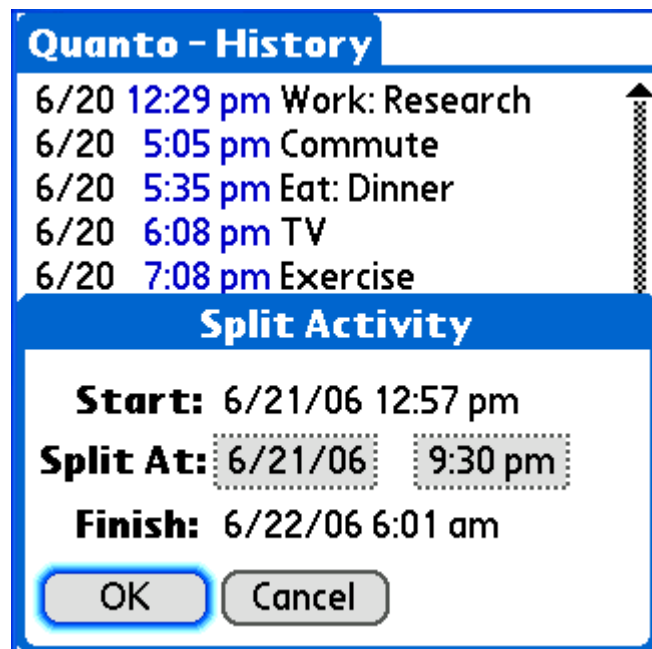 Quanto - History
6/20 12:29 pm Work: Research
6/20 5:05 pm Commute
6/20 5:35 pm Eat: Dinner
6/20 6:08 pm TV
6/20 7:08 pm Exercise
Split Activity
Start: 6/21/06 12:57 pm
Split At: 6/21/06 9:30 pm
Finish: 6/22/06 6:01 am
OK Cancel